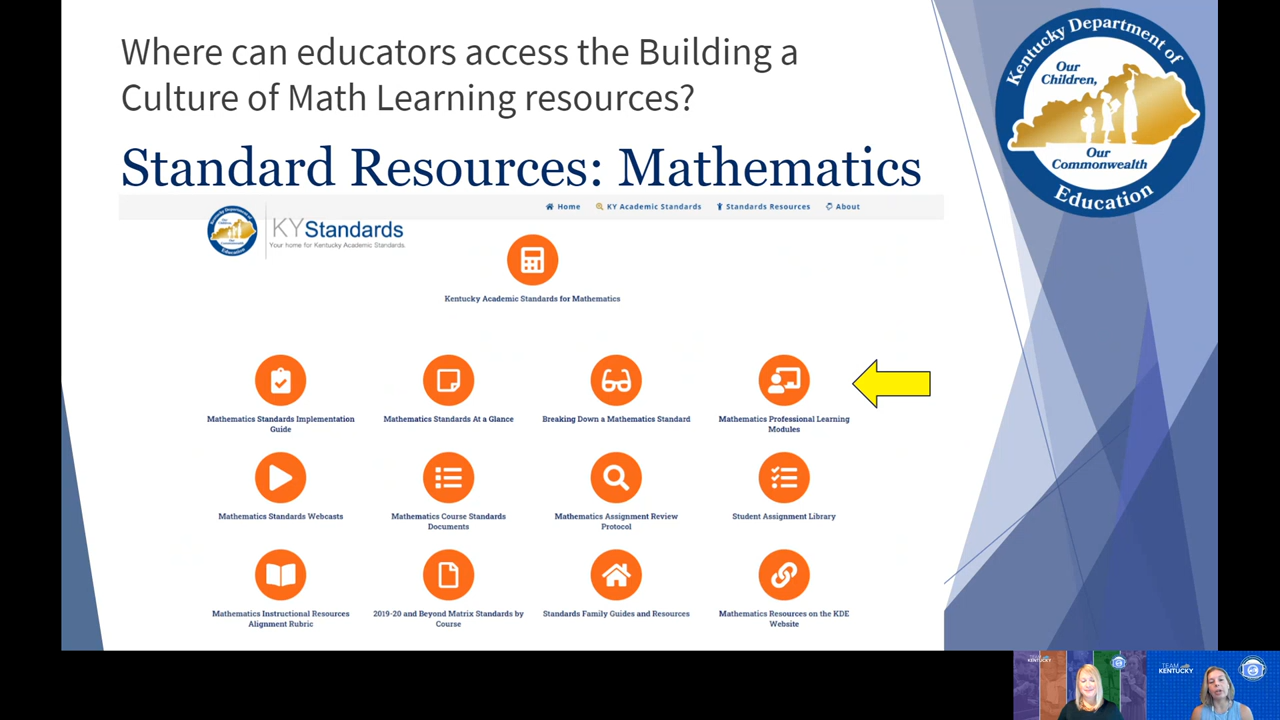 Where can educators access the Building a
Culture of Math Learning resources?
Standard Resources: Mathematics
Kentucky Department of
Education
Our
Children,
Our
Commonwealth
KYStandards
Your home for Kentucky Academic Standards.
Home KY Academic Standards Standards Resources About
Kentucky Academic Standards for Mathematics
Mathematics Standards Implementation
Guide
Mathematics Standards At a Glance
Breaking Down a Mathematics Standard
Mathematics Professional Learning
Modules
Mathematics Standards Webcasts
Mathematics Course Standards
Documents
Mathematics Assignment Review
Protocol
Student Assignment Library
Mathematics Instructional Resources
Alignment Rubric
2019-20 and Beyond Matrix Standards by
Course
Standards Family Guides and Resources
Mathematics Resources on the KDE
Website
TEAM
KENTUCKY
TEAM
KENTUCKY